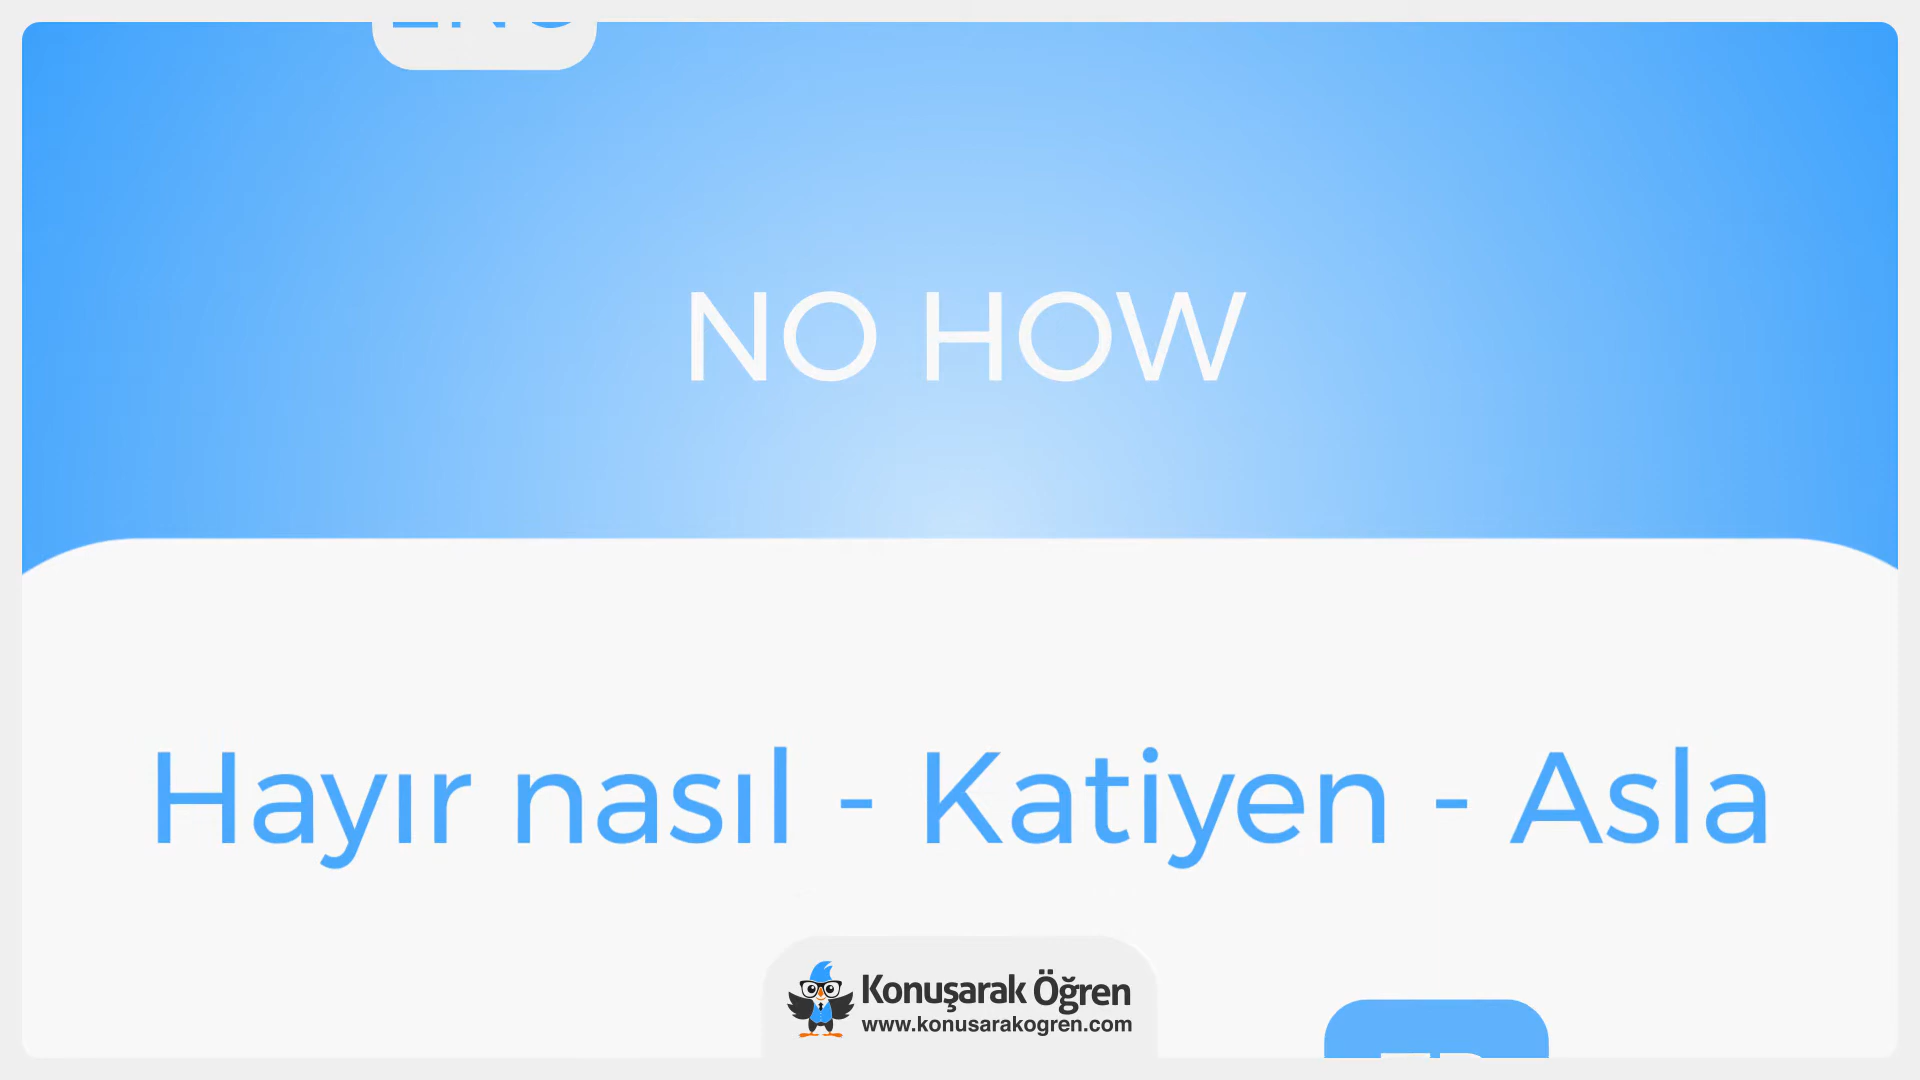 NO HOW
Hayır nasıl - Katiyen - Asla
Konuşarak Öğren
www.konusarakogren.com